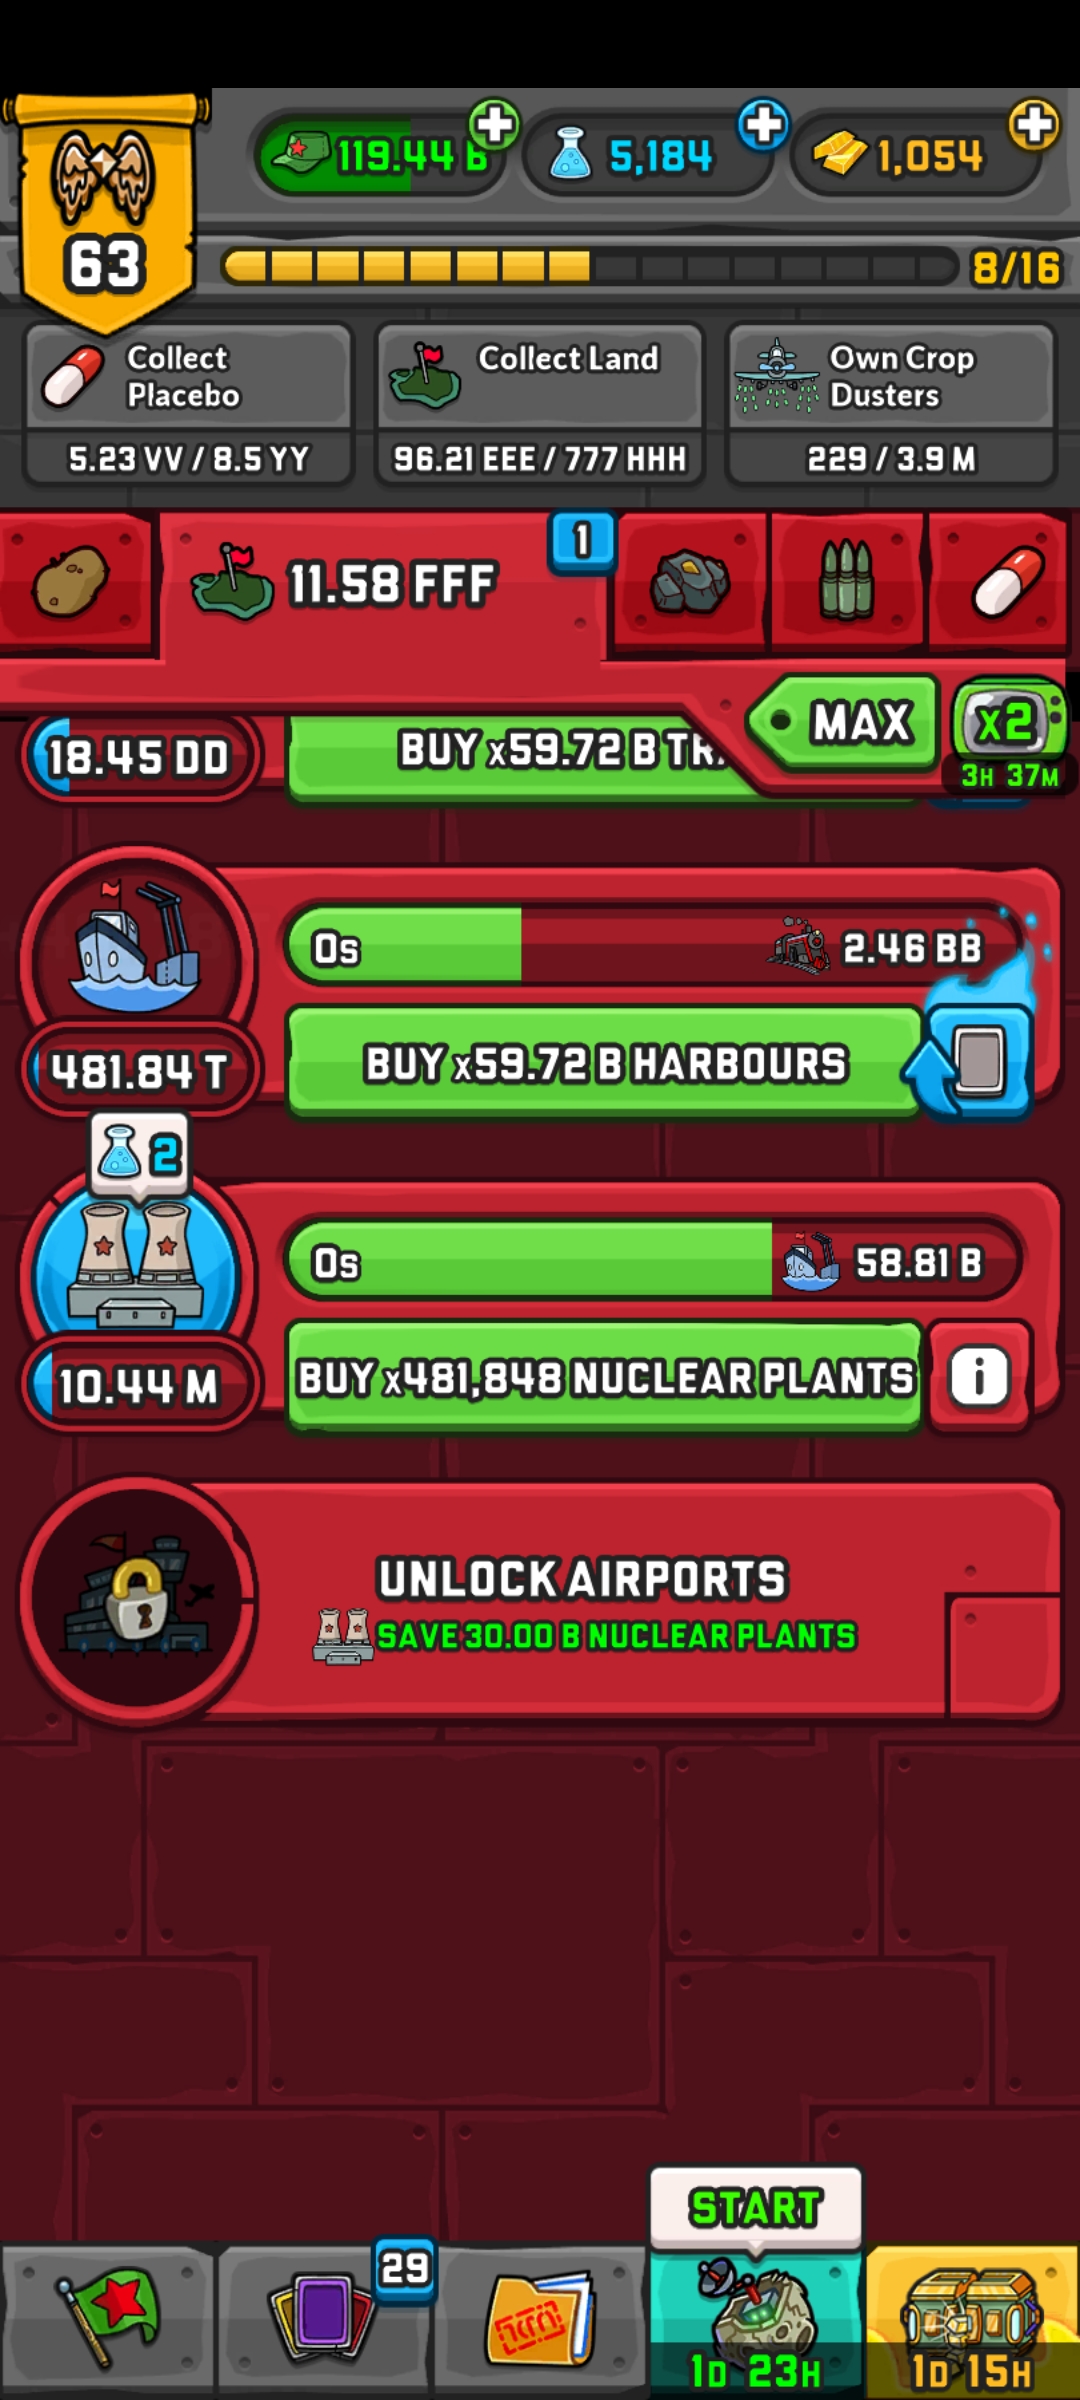 119.44 B
5,184
1,054
63
8/16
Collect
Placebo
5.23 VV / 8.5 YY
Collect Land
96.21 EEE / 777 HHH
Own Crop
Dusters
229 / 3.9 M
11.58 FFF
1
MAX
x2
3H 37M
18.45 DD
BUY x59.72 B
0s
2.46 BB
481.84 T
BUY x59.72 B HARBOURS
2
0s
58.81 B
10.44 M
BUY x481,848 NUCLEAR PLANTS
i
UNLOCK AIRPORTS
SAVE 30.00 B NUCLEAR PLANTS
START
29
1D 23H
1D 15H